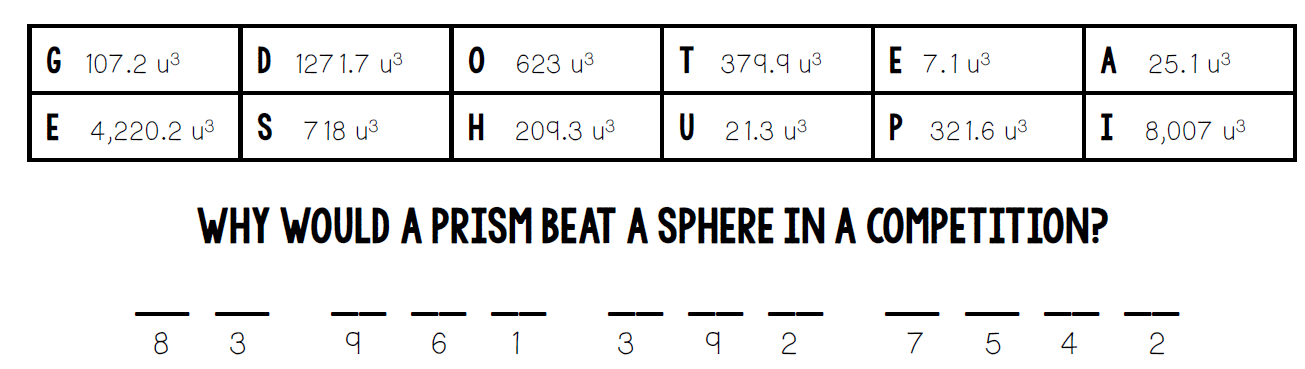 G 107.2 u³ D 1271.7 u³ O 623 u³ T 379.9 u³ E 7.1 u³ A 25.1 u³
E 4,220.2 u³ S 718 u³ H 209.3 u³ U 21.3 u³ P 321.6 u³ I 8,007 u³
WHY WOULD A PRISM BEAT A SPHERE IN A COMPETITION?
8 3 9 6 1 3 9 2 7 5 4 2